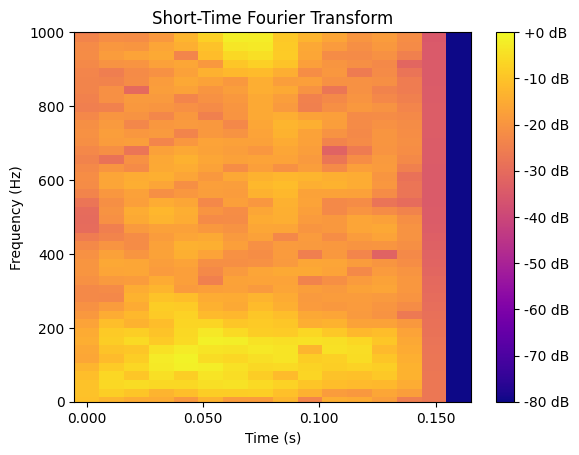 Short-Time Fourier Transform
1000
800
600
400
200
0
Frequency (Hz)
0.000
0.050
0.100
0.150
Time (s)
+0 dB
-10 dB
-20 dB
-30 dB
-40 dB
-50 dB
-60 dB
-70 dB
-80 dB